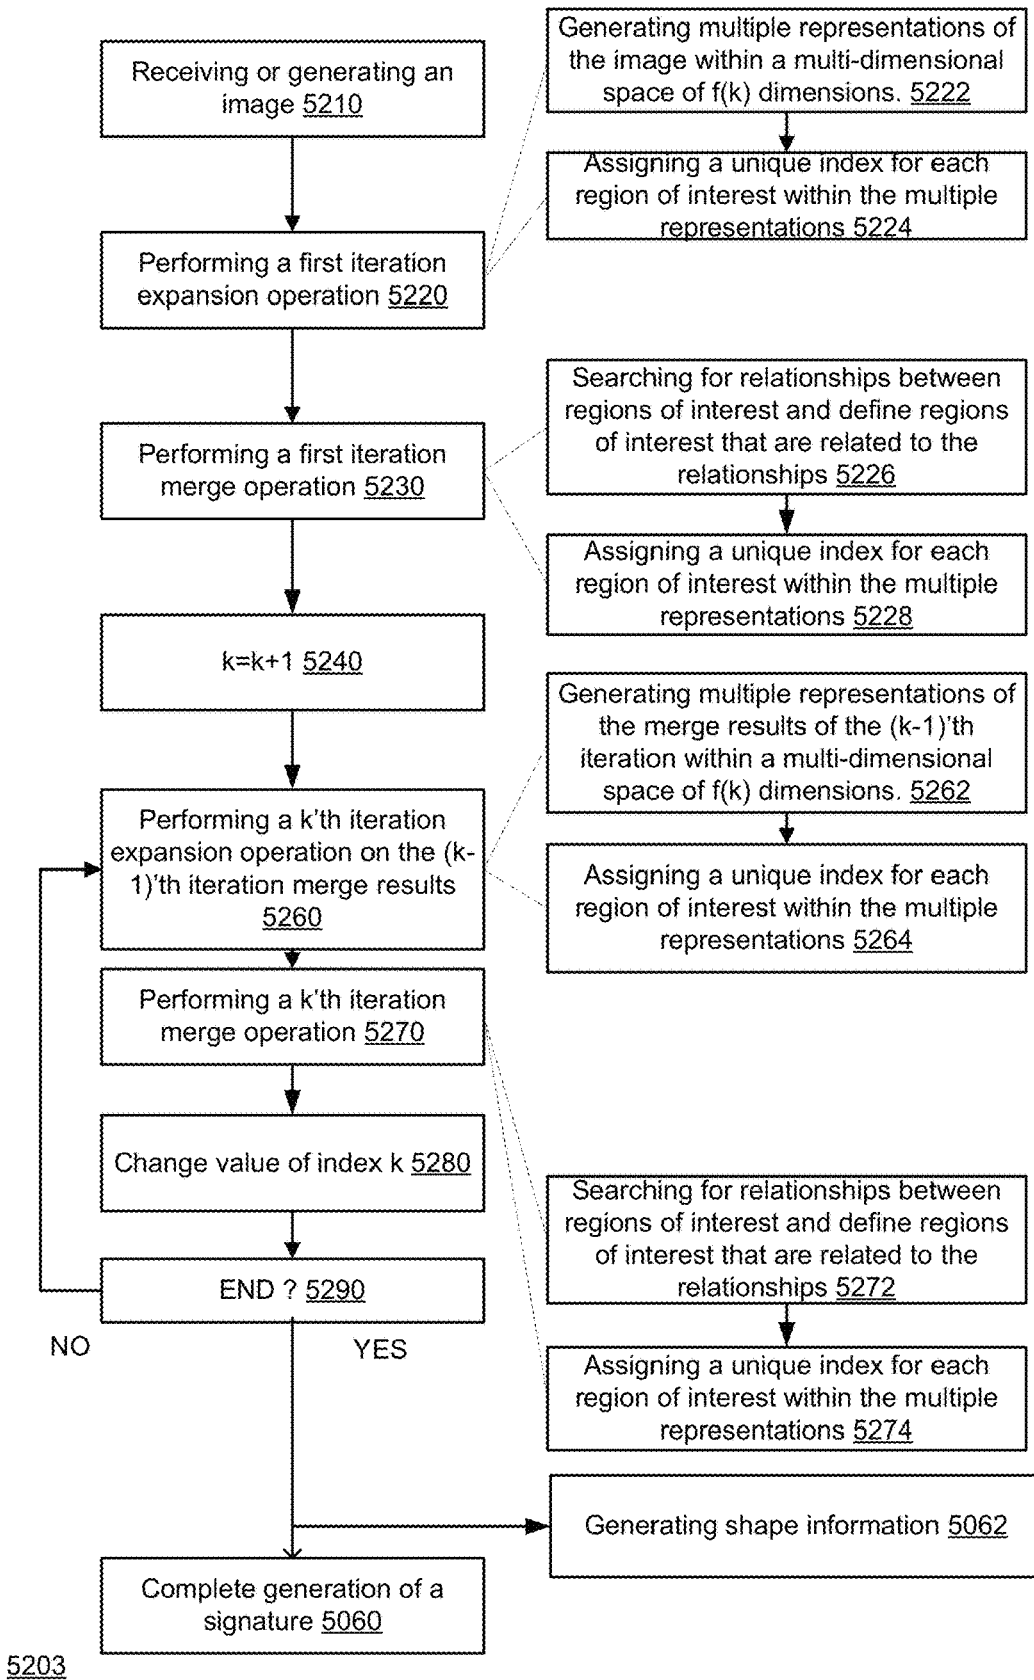 Receiving or generating an
image 5210
Generating multiple representations of
the image within a multi-dimensional
space of f(k) dimensions. 5222
Assigning a unique index for each
region of interest within the multiple
representations 5224
Performing a first iteration
expansion operation 5220
Searching for relationships between
regions of interest and define regions
of interest that are related to the
relationships 5226
Performing a first iteration
merge operation 5230
Assigning a unique index for each
region of interest within the multiple
representations 5228
k=k+1 5240
Generating multiple representations of
the merge results of the (k-1)'th
iteration within a multi-dimensional
space of f(k) dimensions. 5262
Performing a k'th iteration
expansion operation on the (k-
1)'th iteration merge results
5260
Assigning a unique index for each
region of interest within the multiple
representations 5264
Performing a k'th iteration
merge operation 5270
Change value of index k 5280
Searching for relationships between
regions of interest and define regions
of interest that are related to the
relationships 5272
END ? 5290
NO
YES
Assigning a unique index for each
region of interest within the multiple
representations 5274
Generating shape information 5062
Complete generation of a
signature 5060
5203